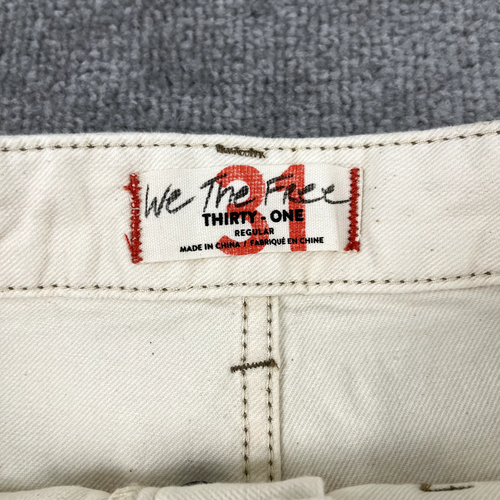 31
We The Free
THIRTY - ONE
REGULAR
MADE IN CHINA / FABRIQUÉ EN CHINE